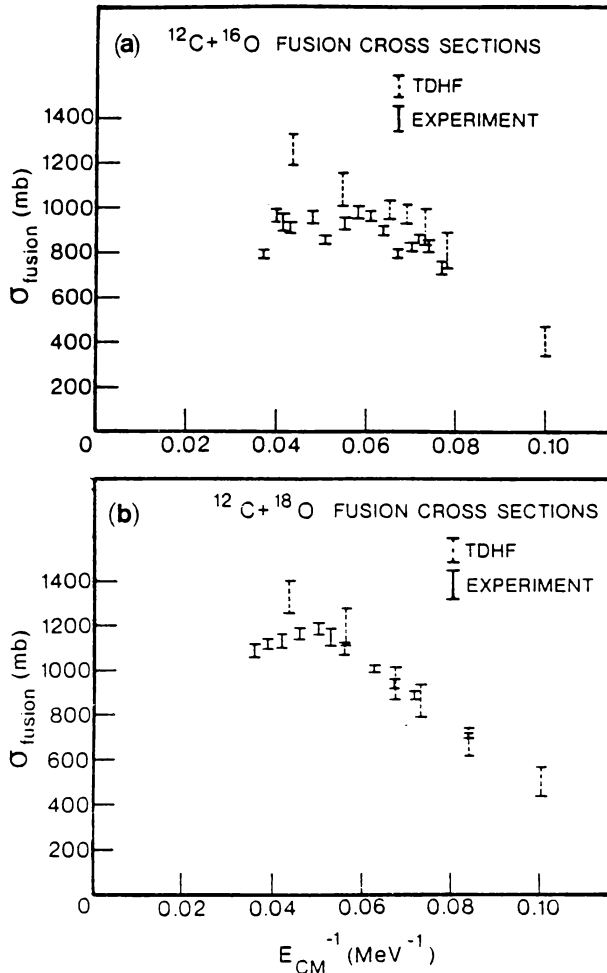 (a) ¹²C+¹⁶O FUSION CROSS SECTIONS
TDHF
EXPERIMENT
σfusion (mb)
1400
1200
1000
800
600
400
200
0 0.02 0.04 0.06 0.08 0.10
(b) ¹²C+¹⁸O FUSION CROSS SECTIONS
TDHF
EXPERIMENT
σfusion (mb)
1400
1200
1000
800
600
400
200
0 0.02 0.04 0.06 0.08 0.10
E_CM⁻¹ (MeV⁻¹)